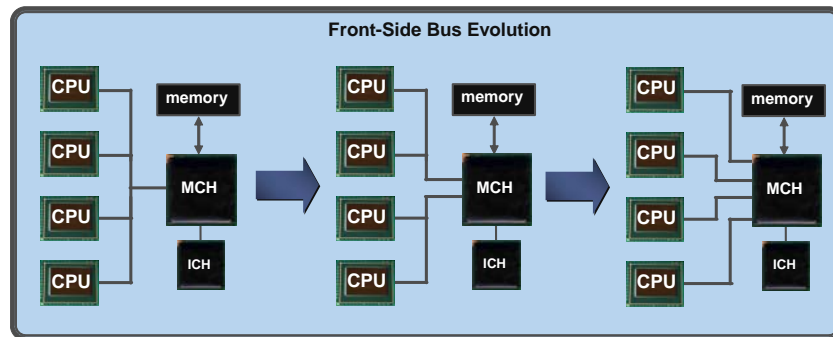 Front-Side Bus Evolution
CPU
CPU
CPU
CPU
memory
MCH
ICH
CPU
CPU
CPU
CPU
memory
MCH
ICH
CPU
CPU
CPU
CPU
memory
MCH
ICH